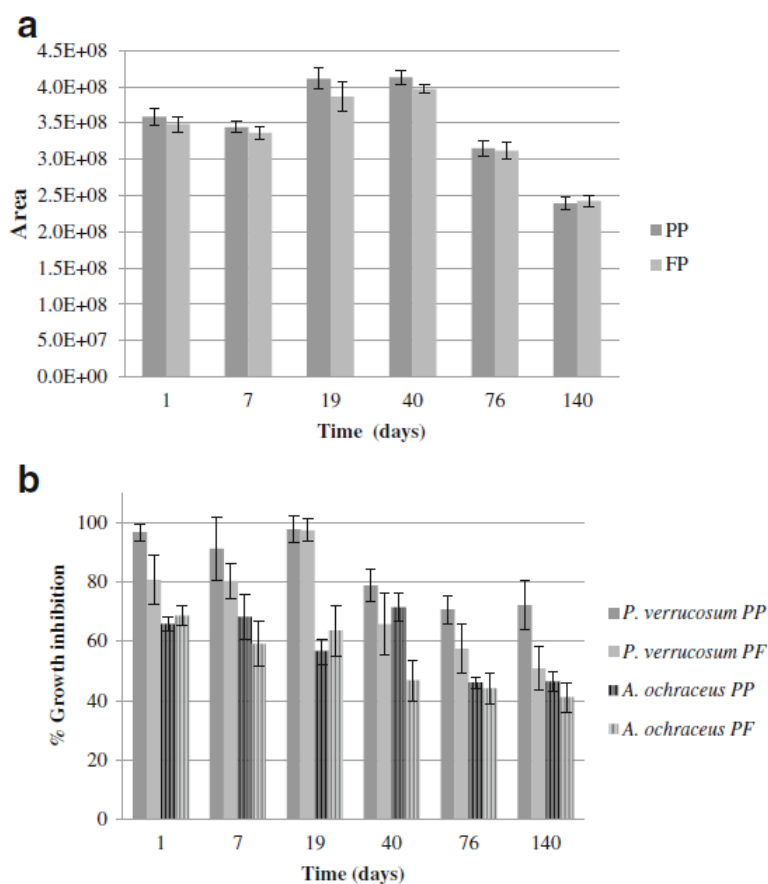 a
4.5E+08
4.0E+08
3.5E+08
3.0E+08
2.5E+08
2.0E+08
1.5E+08
1.0E+08
5.0E+07
0.0E+00
Area
1 7 19 40 76 140
Time (days)
PP
FP
b
100
80
60
40
20
0
% Growth inhibition
1 7 19 40 76 140
Time (days)
P. verrucosum PP
P. verrucosum PF
A. ochraceus PP
A. ochraceus PF